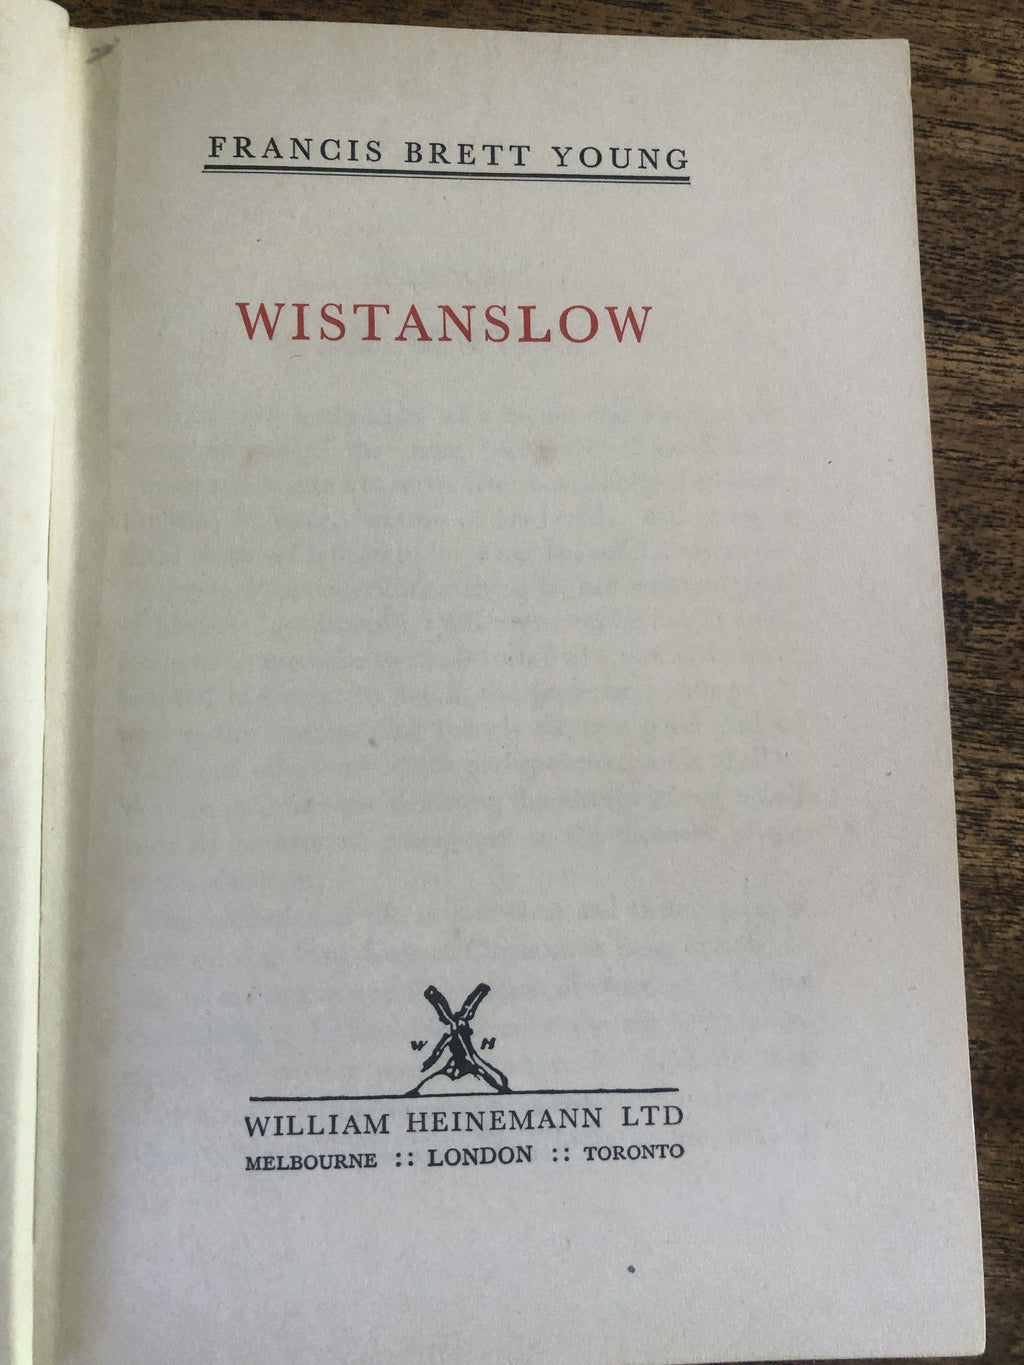 FRANCIS BRETT YOUNG
WISTANSLOW
W H
WILLIAM HEINEMANN LTD
MELBOURNE :: LONDON :: TORONTO